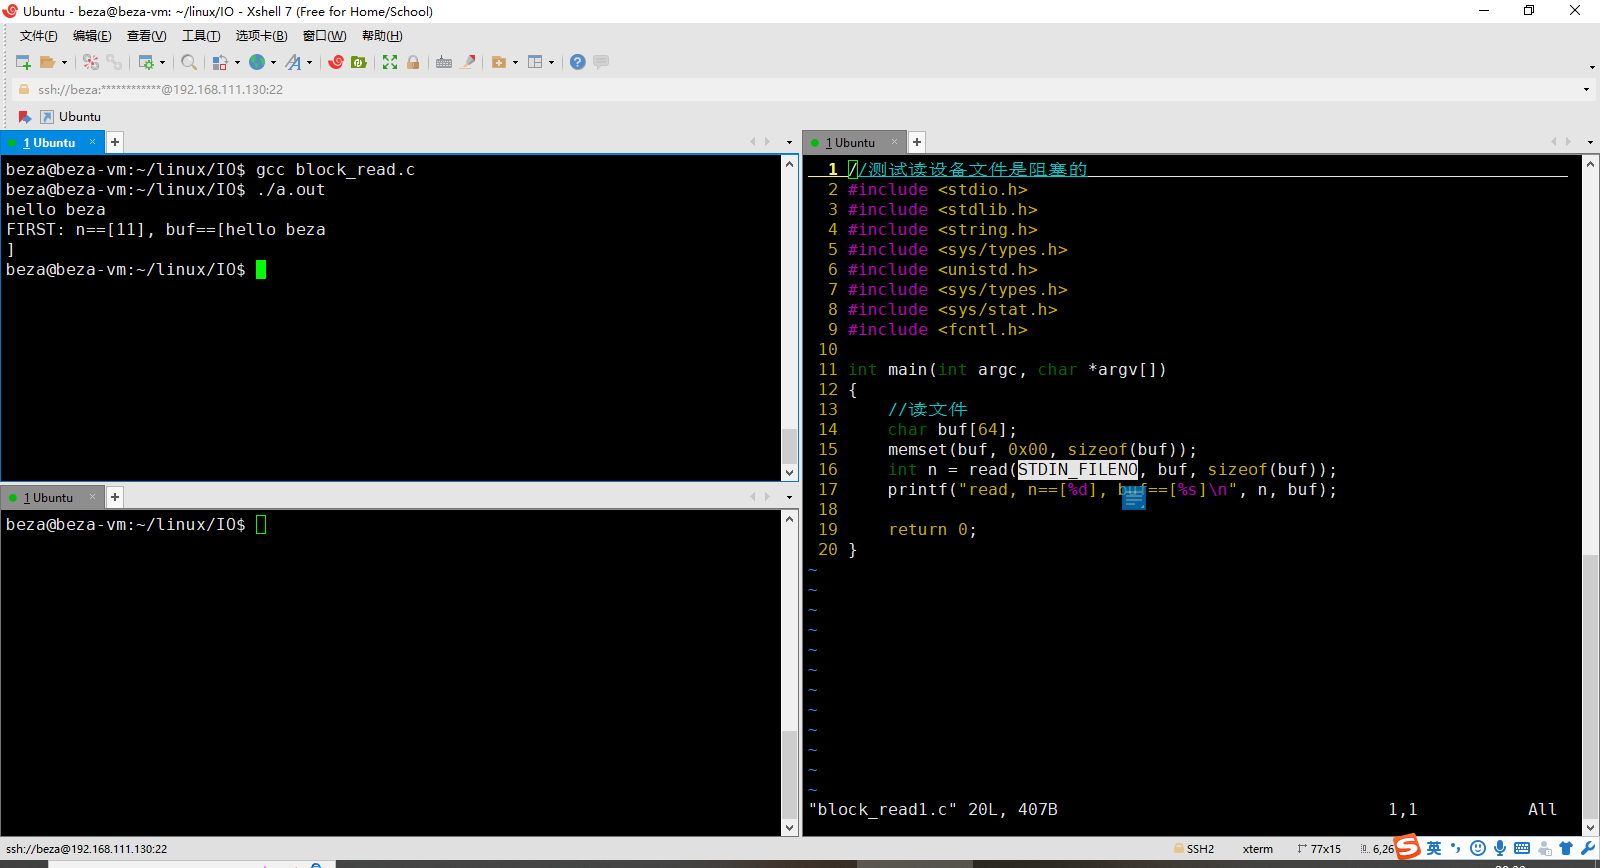 Ubuntu - beza@beza-vm: ~/linux/IO - Xshell 7 (Free for Home/School)
文件(F) 编辑(E) 查看(V) 工具(T) 选项卡(B) 窗口(W) 帮助(H)
ssh://beza:************@192.168.111.130:22
Ubuntu
1 Ubuntu × +
beza@beza-vm:~/linux/IO$ gcc block_read.c
beza@beza-vm:~/linux/IO$ ./a.out
hello beza
FIRST: n==[11], buf==[hello beza
]
beza@beza-vm:~/linux/IO$
1 Ubuntu × +
beza@beza-vm:~/linux/IO$
1 Ubuntu × +
1 //测试读设备文件是阻塞的
2 #include <stdio.h>
3 #include <stdlib.h>
4 #include <string.h>
5 #include <sys/types.h>
6 #include <unistd.h>
7 #include <sys/types.h>
8 #include <sys/stat.h>
9 #include <fcntl.h>
10
11 int main(int argc, char *argv[])
12 {
13     //读文件
14     char buf[64];
15     memset(buf, 0x00, sizeof(buf));
16     int n = read(STDIN_FILENO, buf, sizeof(buf));
17     printf("read, n==[%d], buf==[%s]\n", n, buf);
18
19     return 0;
20 }
~
~
~
~
~
~
~
~
~
~
~
~
"block_read1.c" 20L, 407B 1,1 All
ssh://beza@192.168.111.130:22 SSH2 xterm 77x15 6,26 英